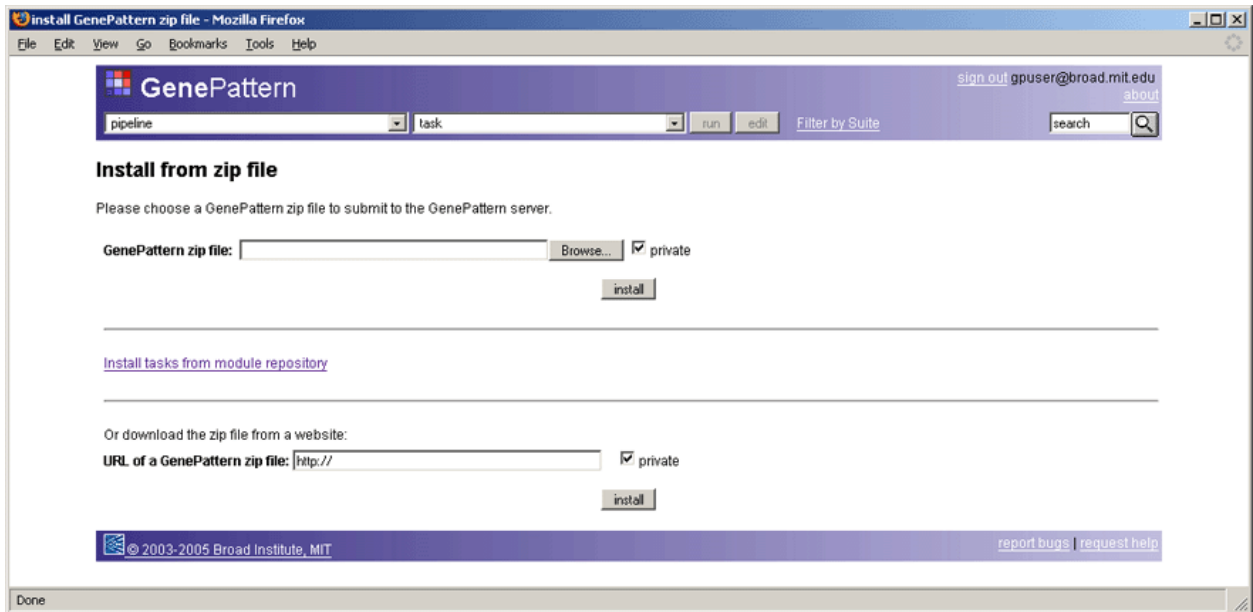 install GenePattern zip file - Mozilla Firefox
File Edit View Go Bookmarks Tools Help
GenePattern
sign out gpuser@broad.mit.edu
about
pipeline task run edit Filter by Suite search
Install from zip file
Please choose a GenePattern zip file to submit to the GenePattern server.
GenePattern zip file: Browse... private
install
Install tasks from module repository
Or download the zip file from a website:
URL of a GenePattern zip file: http:// private
install
© 2003-2005 Broad Institute, MIT report bugs | request help
Done